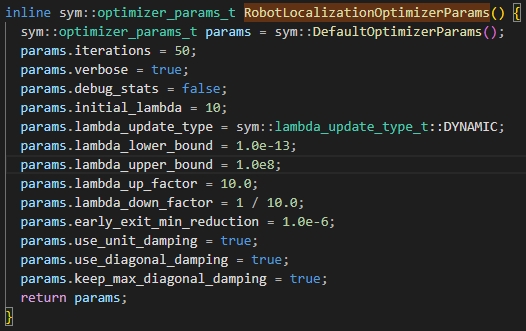 inline sym::optimizer_params_t RobotLocalizationOptimizerParams() {
  sym::optimizer_params_t params = sym::DefaultOptimizerParams();
  params.iterations = 50;
  params.verbose = true;
  params.debug_stats = false;
  params.initial_lambda = 10;
  params.lambda_update_type = sym::lambda_update_type_t::DYNAMIC;
  params.lambda_lower_bound = 1.0e-13;
  params.lambda_upper_bound = 1.0e8;
  params.lambda_up_factor = 10.0;
  params.lambda_down_factor = 1 / 10.0;
  params.early_exit_min_reduction = 1.0e-6;
  params.use_unit_damping = true;
  params.use_diagonal_damping = true;
  params.keep_max_diagonal_damping = true;
  return params;
}